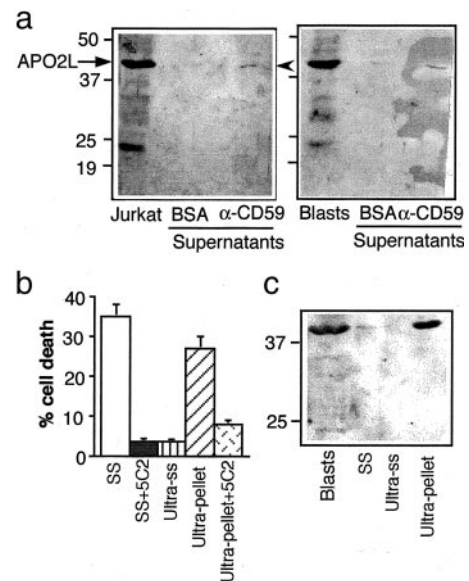 a
50
APO2L
37
25
19
Jurkat BSA α-CD59
Supernatants
Blasts BSA α-CD59
Supernatants
b
% cell death
40
30
20
10
0
SS
SS+5C2
Ultra-ss
Ultra-pellet
Ultra-pellet+5C2
c
37
25
Blasts
SS
Ultra-ss
Ultra-pellet